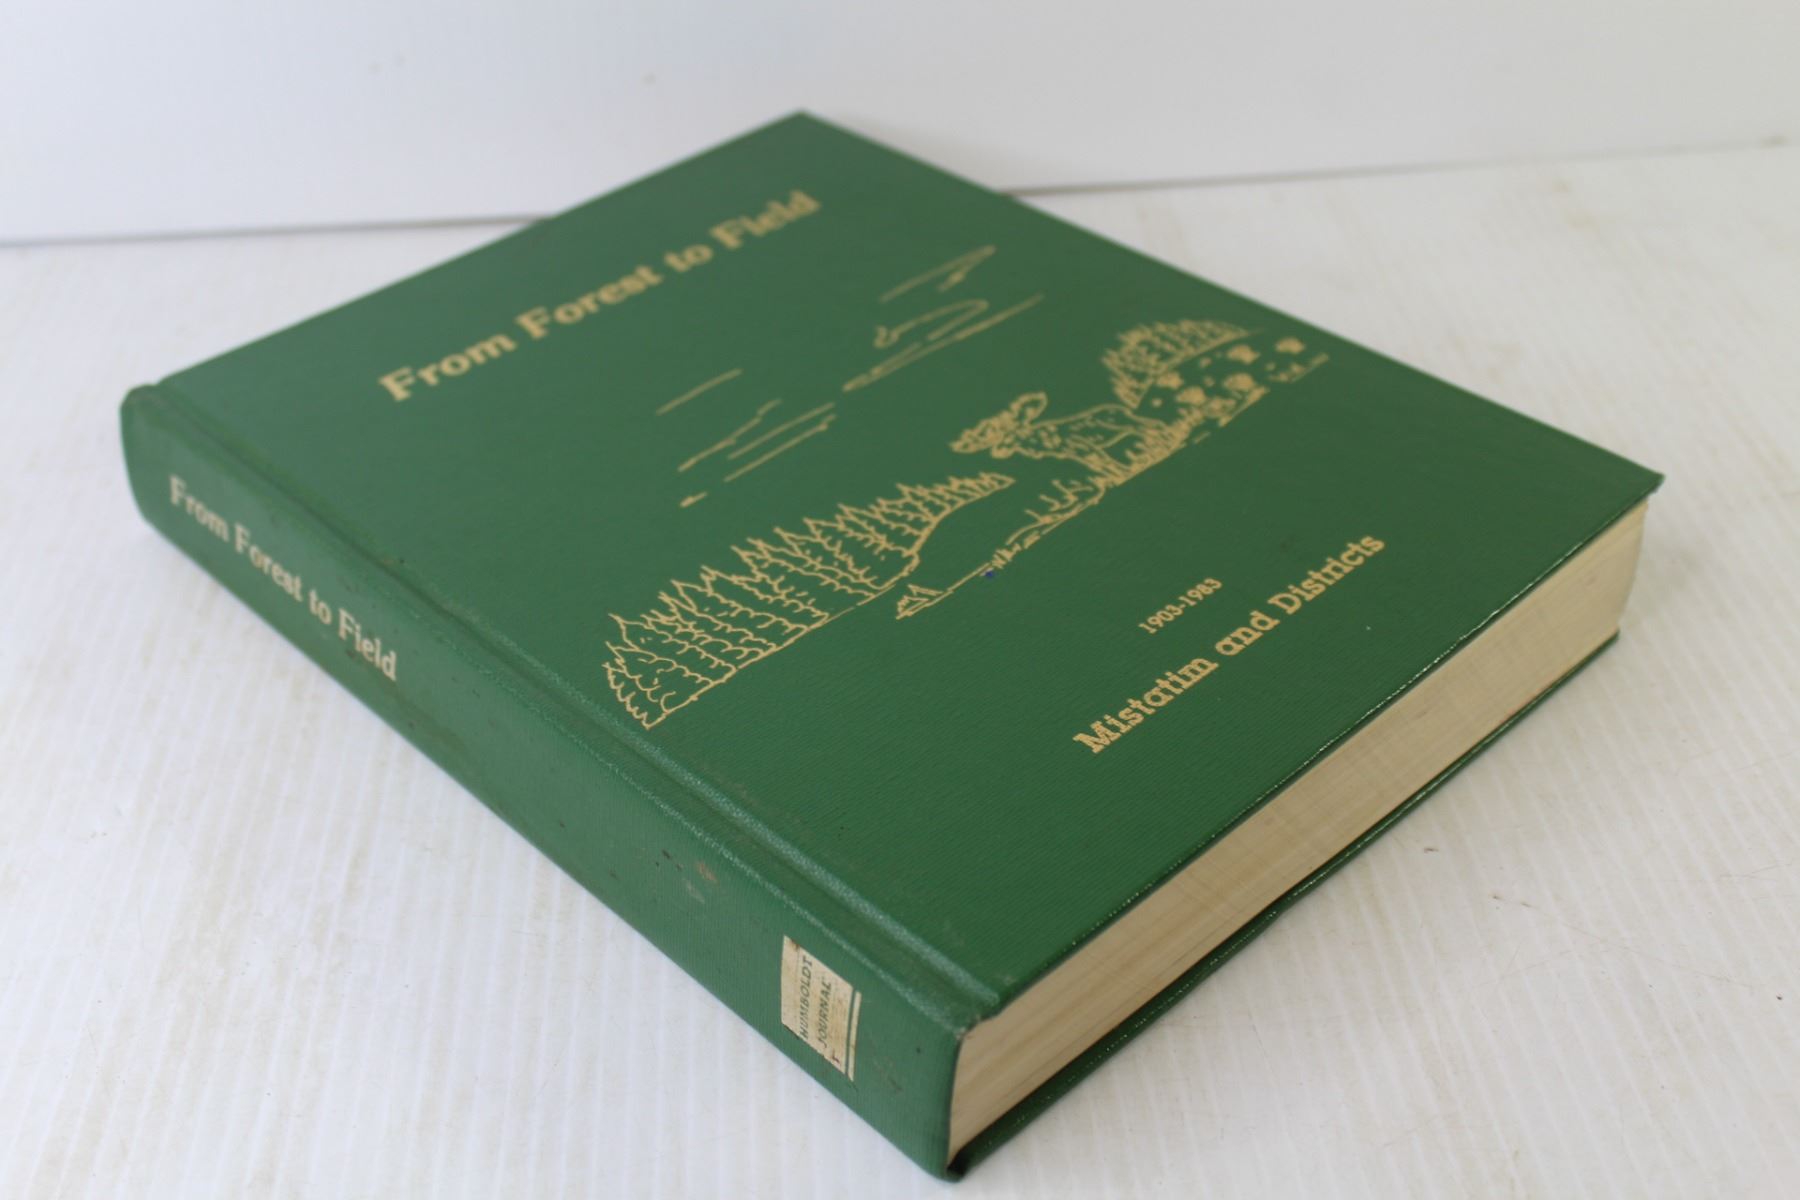 From Forest to Field
1903-1983
Mistatim and Districts
From Forest to Field
HUMBOLDT
JOURNAL